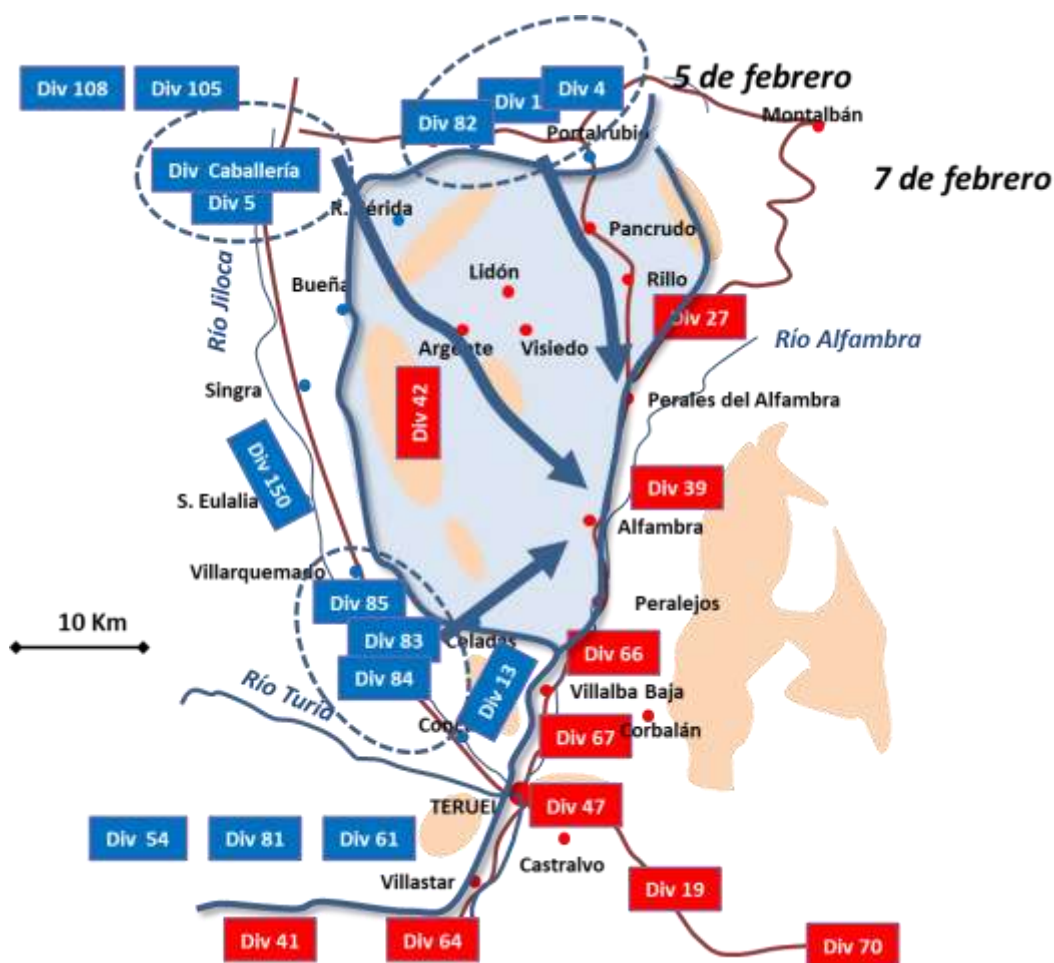 5 de febrero
Div 108
Div 105
Div 1
Div 4
Montalbán
Div 82
Portalrubio
Div Caballería
7 de febrero
Div 5
Pancrudo
Lidón
Rillo
Bueña
Río Jiloca
Div 27
Río Alfambra
Argente
Visiedo
Singra
Perales del Alfambra
Div 42
Div 150
Div 39
S. Eulalia
Alfambra
Villarquemado
Div 85
Peralejos
10 Km
Div 83
Celadas
Div 66
Div 84
Div 13
Villalba Baja
Río Turia
Corbalán
Div 67
TERUEL
Div 47
Div 54
Div 81
Div 61
Castralvo
Villastar
Div 19
Div 41
Div 64
Div 70